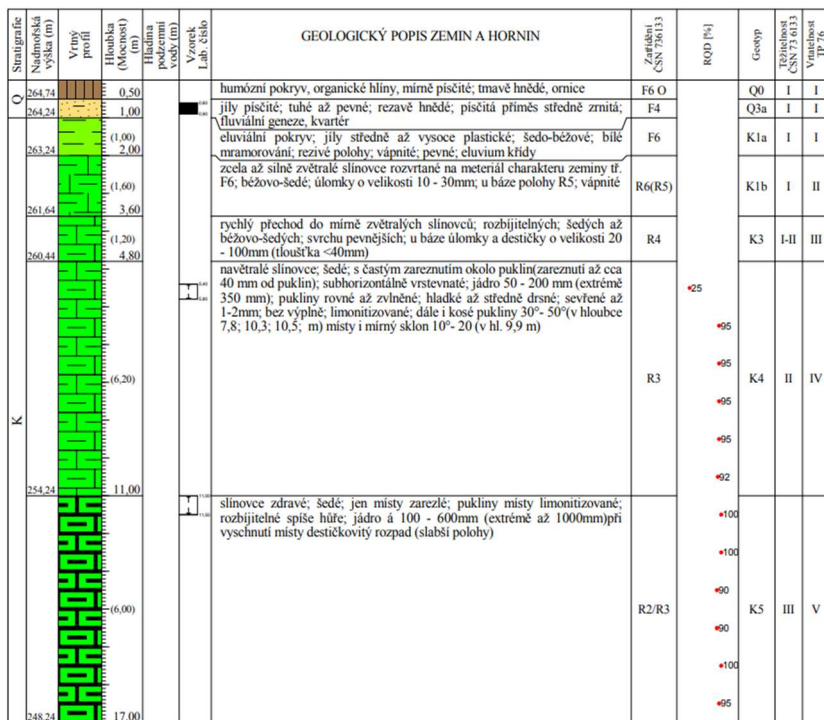 Stratigrafie
Nadmořská
výška (m)
Vrtný
profil
Hloubka
(Mocnost)
(m)
Hladina
podzemní
vody (m)
Vzorek
Lab. číslo
GEOLOGICKÝ POPIS ZEMIN A HORNIN
Zatřídění
ČSN 736133
RQD [%]
Geotyp
Těžitelnost
ČSN 73 6133
Vrtatelnost
TP 76
Q
264,74
0,50
humózní pokryv, organické hlíny, mírně písčité; tmavě hnědé, ornice
F6 O
Q0
I
I
264,24
1,00
jíly písčité; tuhé až pevné; rezavě hnědé; písčitá příměs středně zrnitá;
fluviální geneze, kvartér
F4
Q3a
I
I
K
(1,00)
263,24
2,00
eluviální pokryv; jíly středně až vysoce plastické; šedo-béžové; bílé
mramorování; rezivé polohy; vápnité; pevné; eluvium křídy
F6
K1a
I
I
(1,60)
261,64
3,60
zcela až silně zvětralé slínovce rozvrtané na meteriál charakteru zeminy tř.
F6; béžovo-šedé; úlomky o velikosti 10 - 30mm; u báze polohy R5; vápnité
R6(R5)
K1b
I
II
(1,20)
260,44
4,80
rychlý přechod do mírně zvětralých slínovců; rozbíjitelných; šedých až
béžovo-šedých; svrchu pevnějších; u báze úlomky a destičky o velikosti 20
- 100mm (tloušťka <40mm)
R4
K3
I-II
III
(6,20)
254,24
11,00
navětralé slínovce; šedé; s častým zareznutím okolo puklin(zareznutí až cca
40 mm od puklin); subhorizontálně vrstevnaté; jádro 50 - 200 mm (extrémě
350 mm); pukliny rovné až zvlněné; hladké až středně drsné; sevřené až
1-2mm; bez výplně; limonitizované; dále i kosé pukliny 30°- 50°(v hloubce
7,8; 10,3; 10,5; m) místy i mírný sklon 10°- 20 (v hl. 9,9 m)
R3
25
95
95
95
95
92
K4
II
IV
(6,00)
248,24
17,00
slínovce zdravé; šedé; jen místy zarezlé; pukliny místy limonitizované;
rozbíjitelné spíše hůře; jádro á 100 - 600mm (extrémě až 1000mm)při
vyschnutí místy destičkovitý rozpad (slabší polohy)
R2/R3
100
100
90
90
100
95
K5
III
V